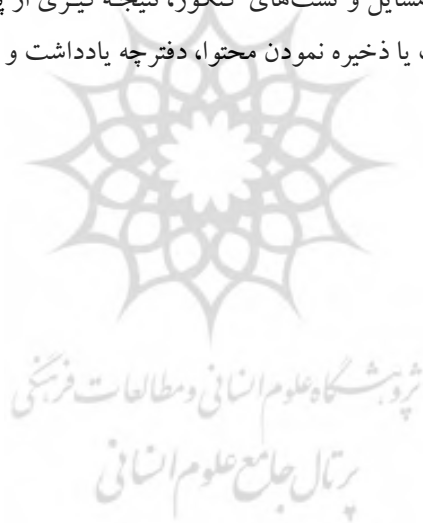 مسایل و تست‌های کنکور، نتیجه گیری از پ
ت یا ذخیره نمودن محتوا، دفترچه یادداشت و
پژوهشگاه علوم انسانی و مطالعات فرهنگی
پرتال جامع علوم انسانی